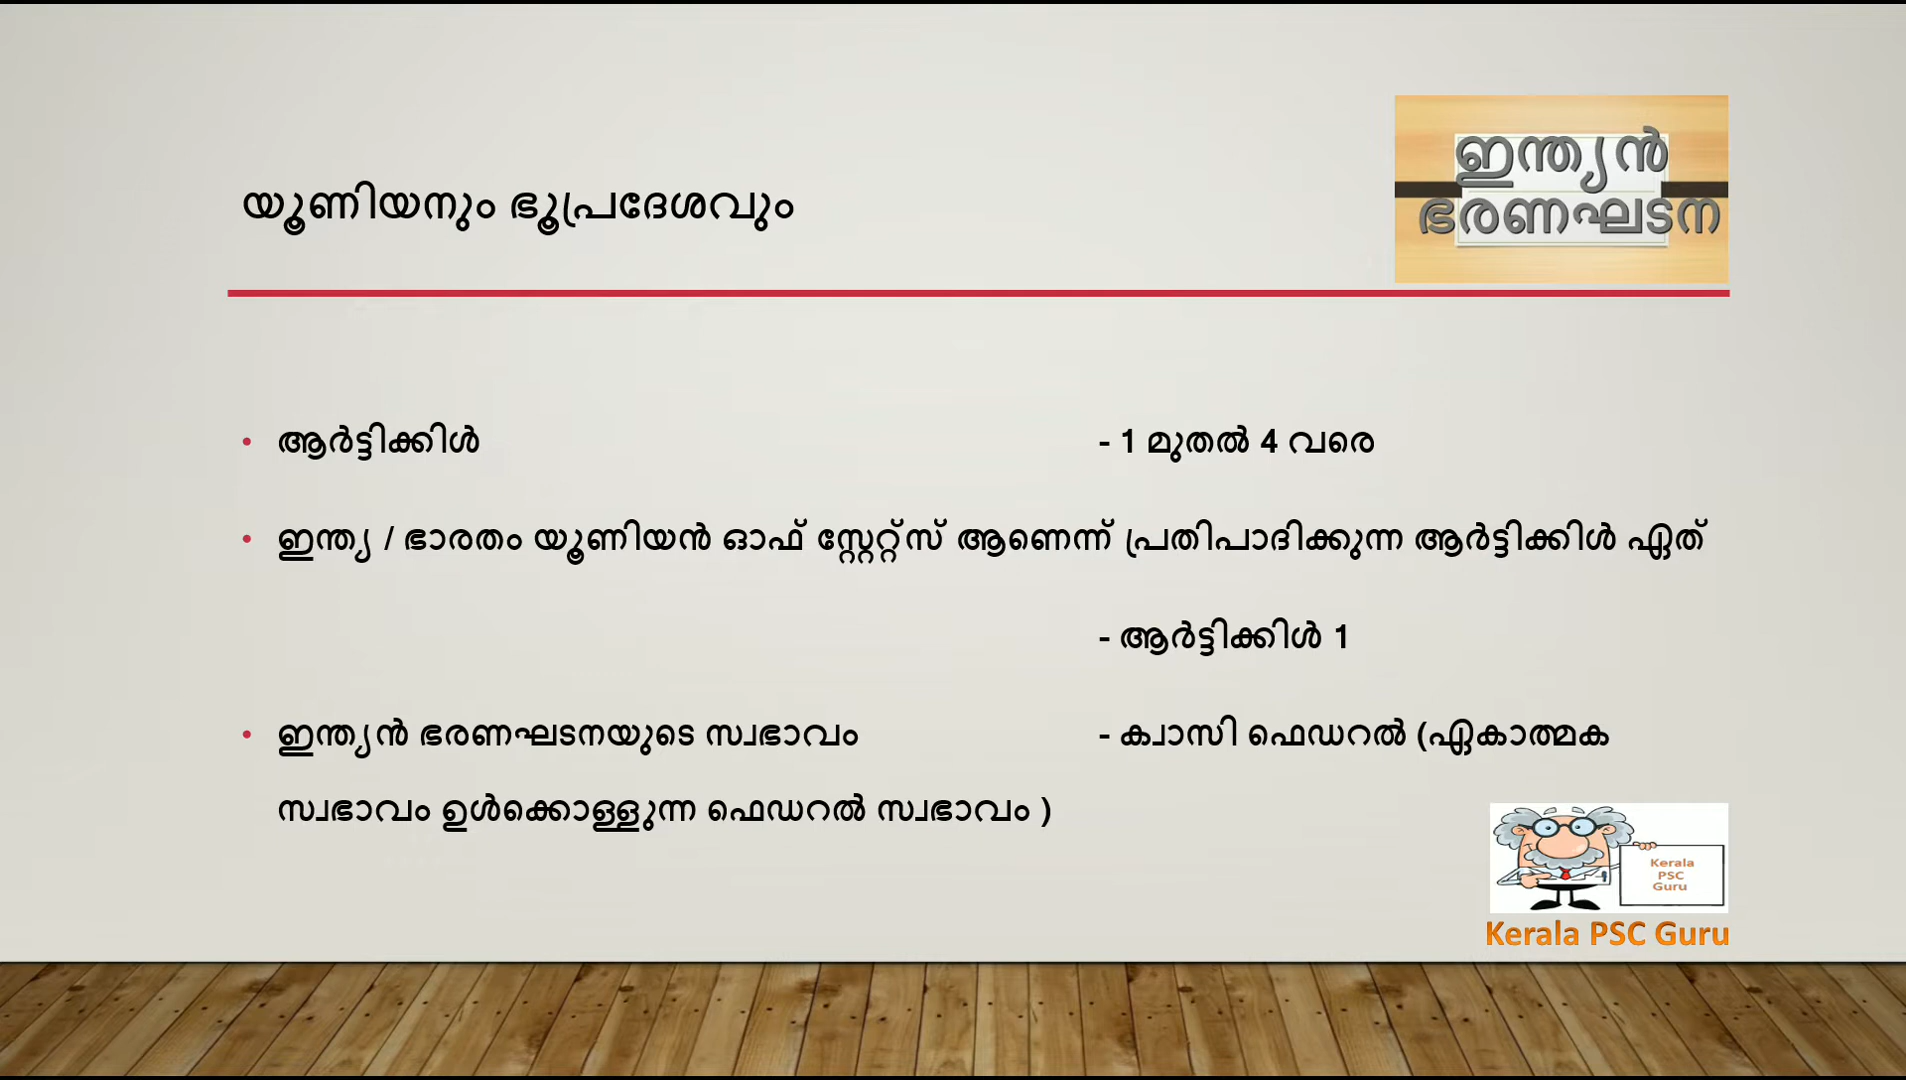 ഇന്ത്യൻ
ഭരണഘടന
യൂണിയനും ഭൂപ്രദേശവും
• ആർട്ടിക്കിൾ - 1 മുതൽ 4 വരെ
• ഇന്ത്യ / ഭാരതം യൂണിയൻ ഓഫ് സ്റ്റേറ്റ്സ് ആണെന്ന് പ്രതിപാദിക്കുന്ന ആർട്ടിക്കിൾ ഏത്
- ആർട്ടിക്കിൾ 1
• ഇന്ത്യൻ ഭരണഘടനയുടെ സ്വഭാവം - ക്വാസി ഫെഡറൽ (ഏകാത്മക
സ്വഭാവം ഉൾക്കൊള്ളുന്ന ഫെഡറൽ സ്വഭാവം )
Kerala
PSC
Guru
Kerala PSC Guru